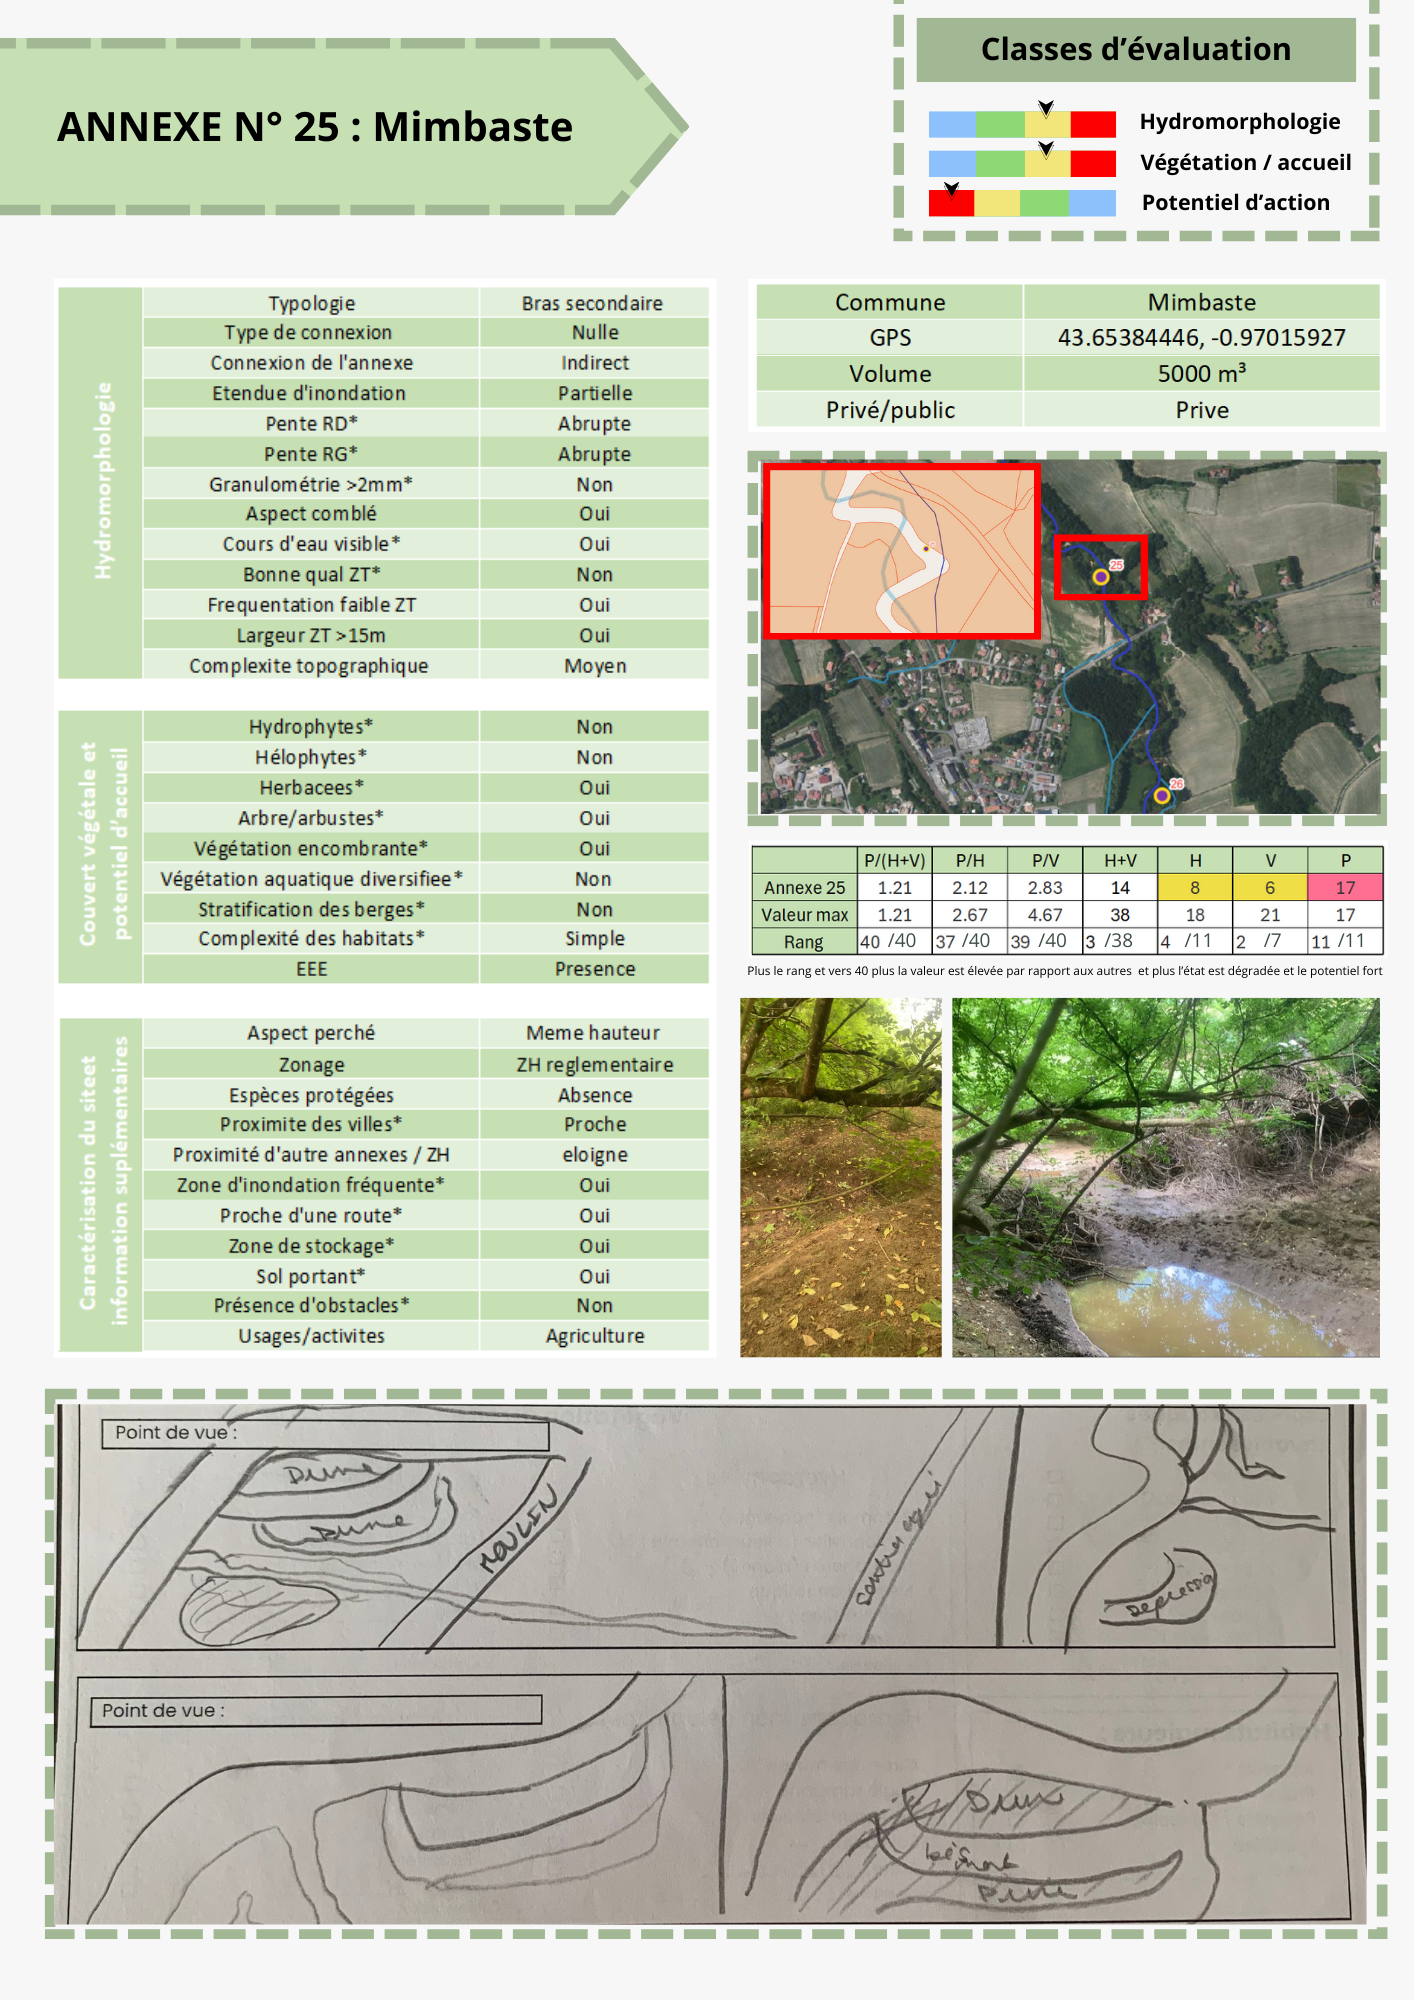 ANNEXE N° 25 : Mimbaste
Classes d'évaluation
Hydromorphologie
Végétation / accueil
Potentiel d'action
Hydromorphologie
Typologie Bras secondaire
Type de connexion Nulle
Connexion de l'annexe Indirect
Etendue d'inondation Partielle
Pente RD* Abrupte
Pente RG* Abrupte
Granulométrie >2mm* Non
Aspect comblé Oui
Cours d'eau visible* Oui
Bonne qual ZT* Non
Frequentation faible ZT Oui
Largeur ZT >15m Oui
Complexite topographique Moyen
Couvert végétale et
potentiel d'accueil
Hydrophytes* Non
Hélophytes* Non
Herbacees* Oui
Arbre/arbustes* Oui
Végétation encombrante* Oui
Végétation aquatique diversifiee* Non
Stratification des berges* Non
Complexité des habitats* Simple
EEE Presence
Caractérisation du siteet
information suplémentaires
Aspect perché Meme hauteur
Zonage ZH reglementaire
Espèces protégées Absence
Proximite des villes* Proche
Proximité d'autre annexes / ZH eloigne
Zone d'inondation fréquente* Oui
Proche d'une route* Oui
Zone de stockage* Oui
Sol portant* Oui
Présence d'obstacles* Non
Usages/activites Agriculture
Commune Mimbaste
GPS 43.65384446, -0.97015927
Volume 5000 m³
Privé/public Prive
25
26
P/(H+V) P/H P/V H+V H V P
Annexe 25 1.21 2.12 2.83 14 8 6 17
Valeur max 1.21 2.67 4.67 38 18 21 17
Rang 40 /40 37 /40 39 /40 3 /38 4 /11 2 /7 11 /11
Plus le rang et vers 40 plus la valeur est élevée par rapport aux autres et plus l'état est dégradée et le potentiel fort
Point de vue :
Dune
Dune
MOULIN
depression
Point de vue :
Dune
bras mort
Dune